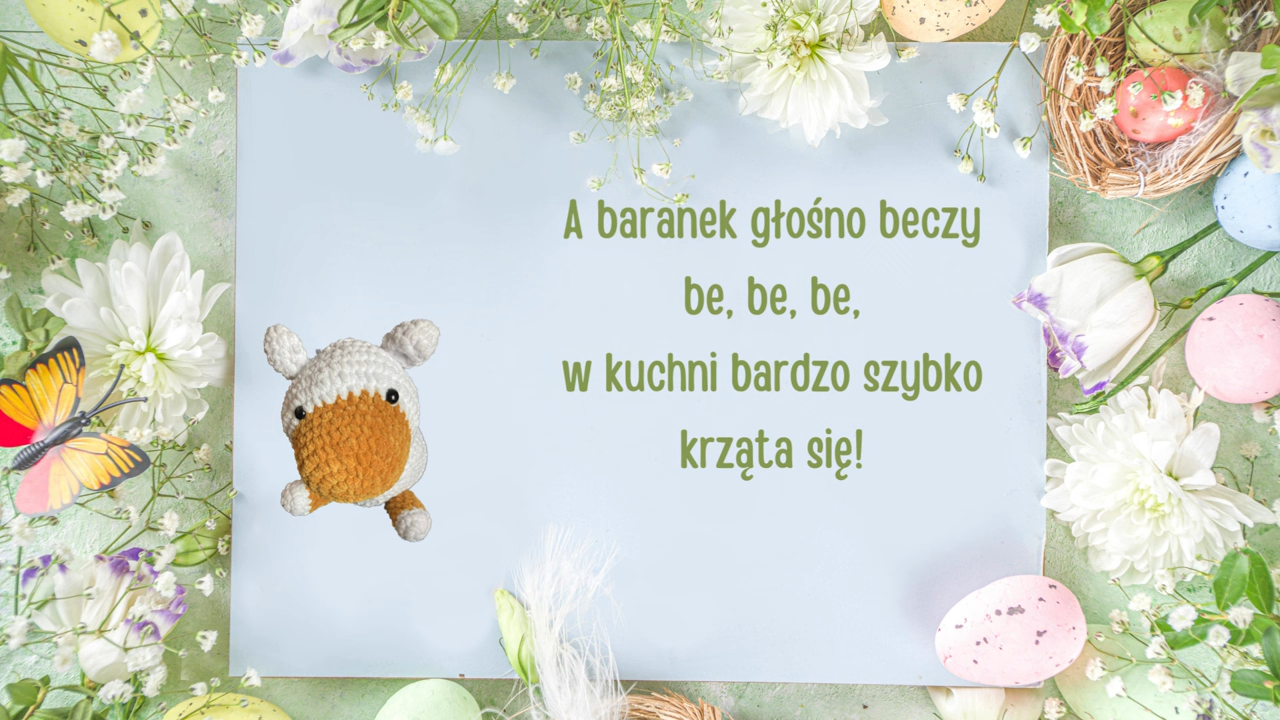 A baranek głośno beczy
be, be, be,
w kuchni bardzo szybko
krząta się!